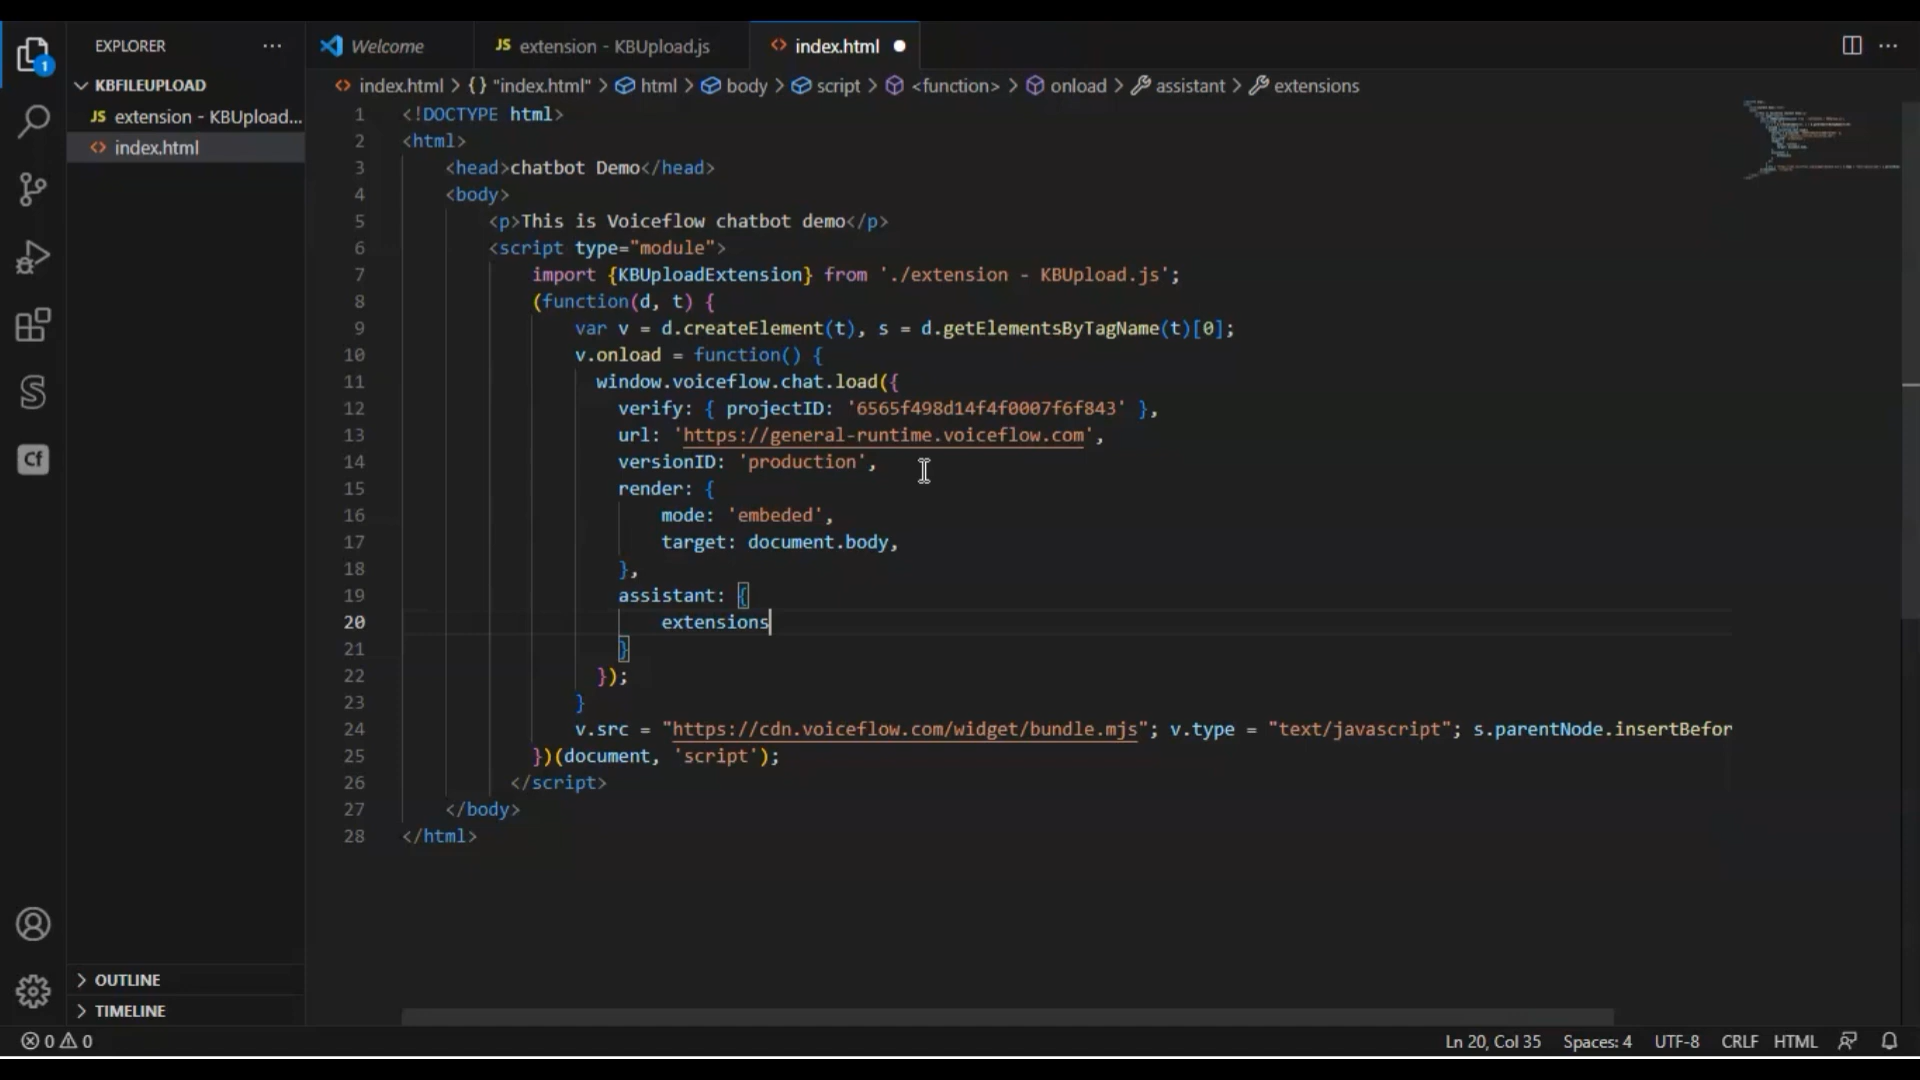 EXPLORER
Welcome
JS extension - KBUpload.js
index.html
KBFILEUPLOAD
JS extension - KBUpload...
index.html
index.html > {} "index.html" > html > body > script > <function> > onload > assistant > extensions
1 <!DOCTYPE html>
2 <html>
3 <head>chatbot Demo</head>
4 <body>
5 <p>This is Voiceflow chatbot demo</p>
6 <script type="module">
7 import {KBUploadExtension} from './extension - KBUpload.js';
8 (function(d, t) {
9 var v = d.createElement(t), s = d.getElementsByTagName(t)[0];
10 v.onload = function() {
11 window.voiceflow.chat.load({
12 verify: { projectID: '6565f498d14f4f0007f6f843' },
13 url: 'https://general-runtime.voiceflow.com',
14 versionID: 'production',
15 render: {
16 mode: 'embeded',
17 target: document.body,
18 },
19 assistant: {
20 extensions
21 }
22 });
23 }
24 v.src = "https://cdn.voiceflow.com/widget/bundle.mjs"; v.type = "text/javascript"; s.parentNode.insertBefor
25 })(document, 'script');
26 </script>
27 </body>
28 </html>
1
Cf
OUTLINE
TIMELINE
0 0
Ln 20, Col 35 Spaces: 4 UTF-8 CRLF HTML